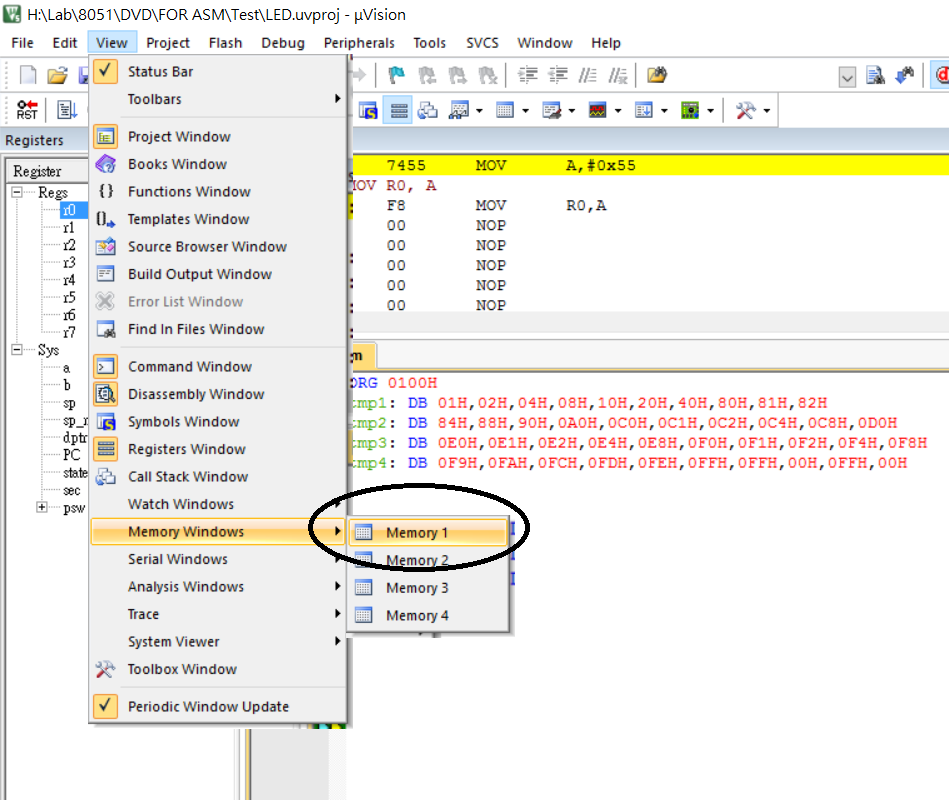 H:\Lab\8051\DVD\FOR ASM\Test\LED.uvproj - µVision
File Edit View Project Flash Debug Peripherals Tools SVCS Window Help
RST
Registers
Register
Regs
r0
r1
r2
r3
r4
r5
r6
r7
Sys
a
b
sp
dptr
PC
state
sec
psw
Status Bar
Toolbars
Project Window
Books Window
Functions Window
Templates Window
Source Browser Window
Build Output Window
Error List Window
Find In Files Window
Command Window
Disassembly Window
Symbols Window
Registers Window
Call Stack Window
Watch Windows
Memory Windows
Serial Windows
Analysis Windows
Trace
System Viewer
Toolbox Window
Periodic Window Update
Memory 1
Memory 2
Memory 3
Memory 4
7455 MOV A,#0x55
MOV R0, A
F8 MOV R0,A
00 NOP
00 NOP
00 NOP
00 NOP
00 NOP
ORG 0100H
tmp1: DB 01H,02H,04H,08H,10H,20H,40H,80H,81H,82H
tmp2: DB 84H,88H,90H,0A0H,0C0H,0C1H,0C2H,0C4H,0C8H,0D0H
tmp3: DB 0E0H,0E1H,0E2H,0E4H,0E8H,0F0H,0F1H,0F2H,0F4H,0F8H
tmp4: DB 0F9H,0FAH,0FCH,0FDH,0FEH,0FFH,0FFH,00H,0FFH,00H